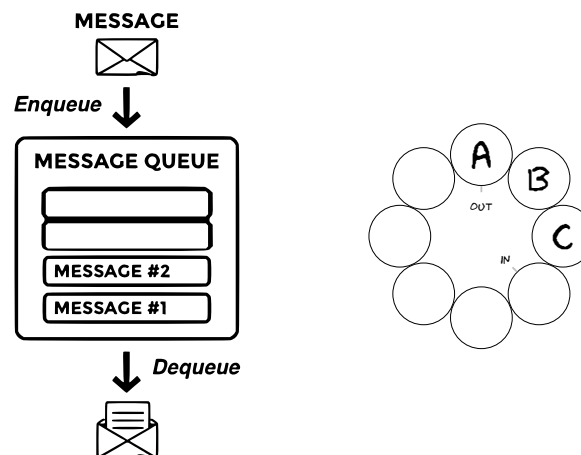 MESSAGE
Enqueue
MESSAGE QUEUE
MESSAGE #2
MESSAGE #1
Dequeue
A
B
OUT
C
IN